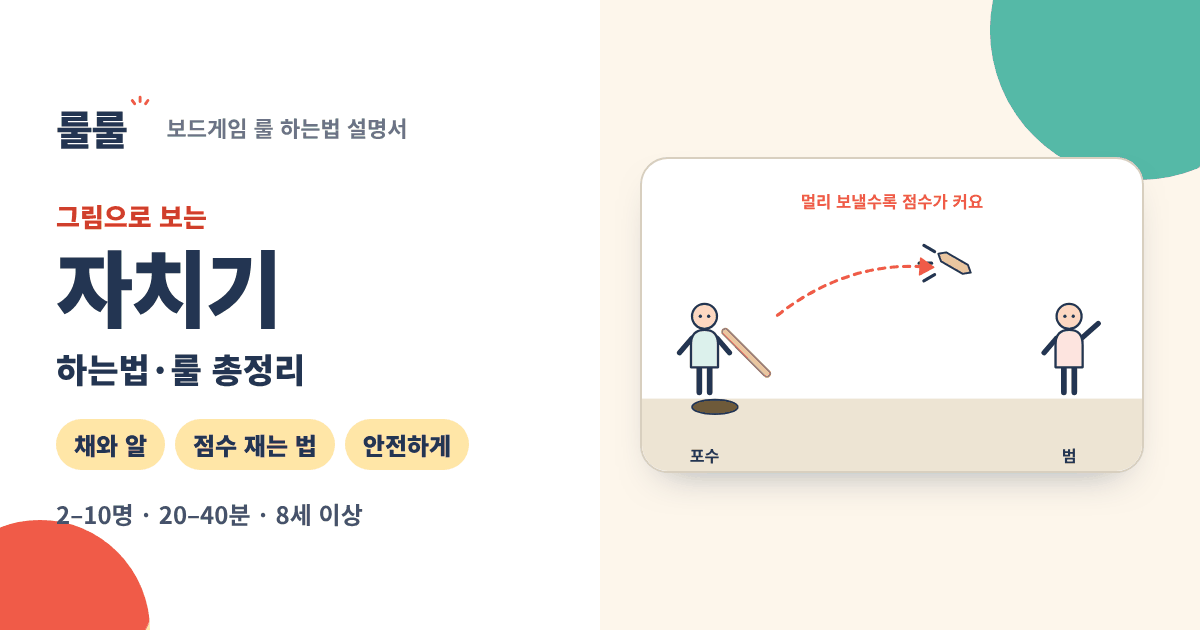 룰룰 보드게임 룰 하는법 설명서
그림으로 보는
자치기
하는법·룰 총정리
채와 알 점수 재는 법 안전하게
2–10명 · 20–40분 · 8세 이상
멀리 보낼수록 점수가 커요
포수 범